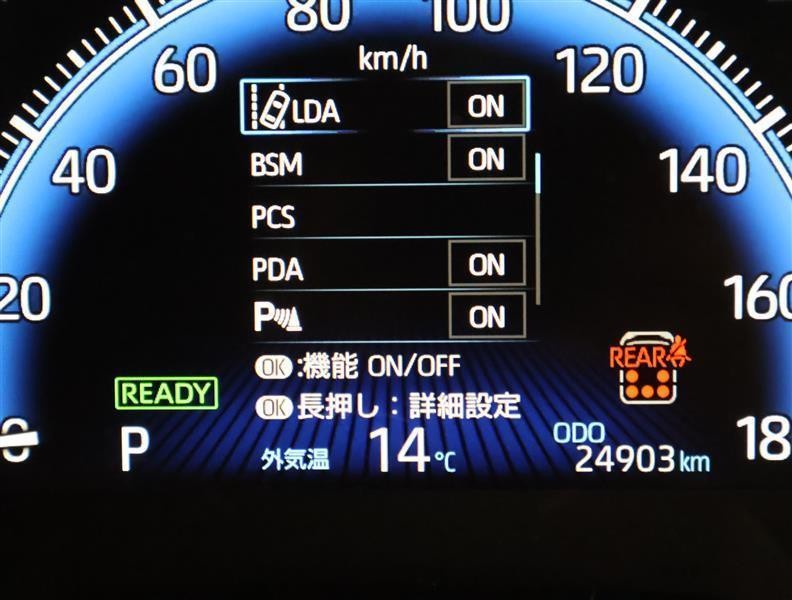 80 100
km/h
60 120
LDA ON
BSM ON
40 140
PCS
PDA ON
20 160
P ON
REAR
OK:機能 ON/OFF
READY
OK長押し：詳細設定
0 18
P 外気温 14℃
ODO
24903km